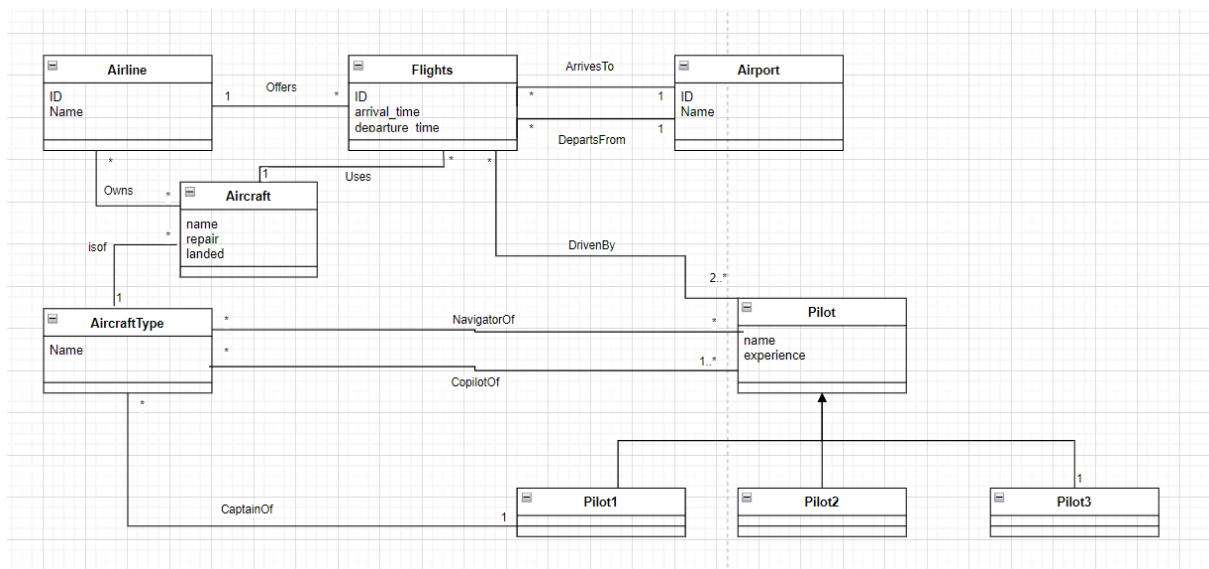 Airline
ID
Name
1
Offers
*
Flights
ID
arrival_time
departure_time
ArrivesTo
*
1
*
1
DepartsFrom
Airport
ID
Name
*
Owns
*
Aircraft
name
repair
landed
1
Uses
*
*
DrivenBy
2..*
isof
*
1
AircraftType
Name
*
NavigatorOf
*
*
1..*
CopilotOf
Pilot
name
experience
*
CaptainOf
1
Pilot1
Pilot2
1
Pilot3